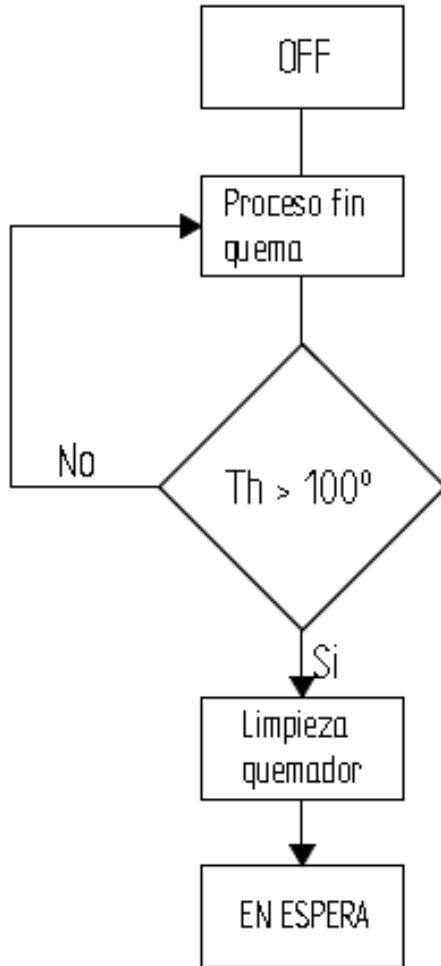 OFF
Proceso fin
quema
No
Th > 100º
Si
Limpieza
quemador
EN ESPERA